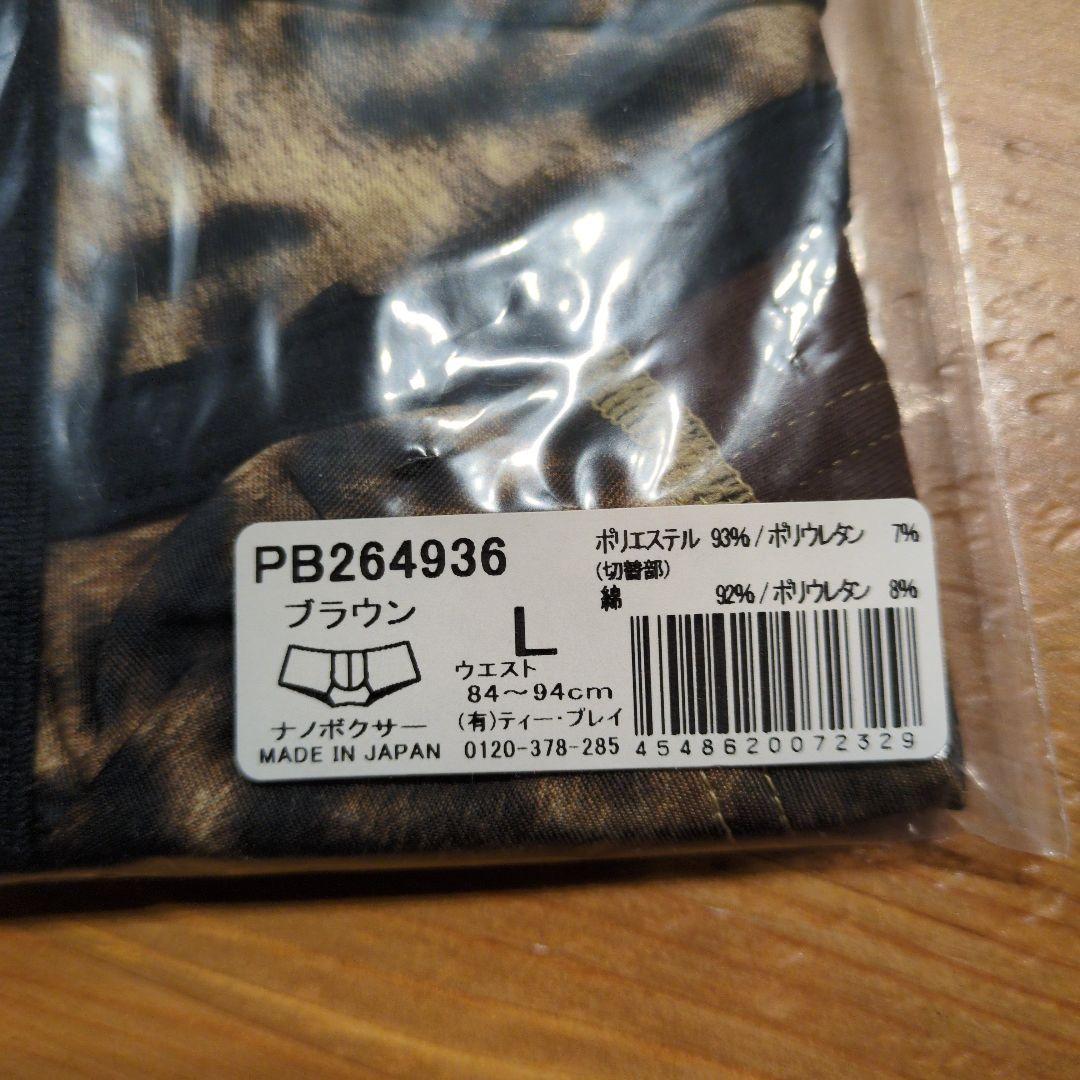 PB264936
ブラウン
ナノボクサー
MADE IN JAPAN
L
ウエスト
84～94cm
(有)ティー・ブレイ
0120-378-285
ポリエステル 93%/ポリウレタン 7%
(切替部)
綿 92%/ポリウレタン 8%
4548620072329